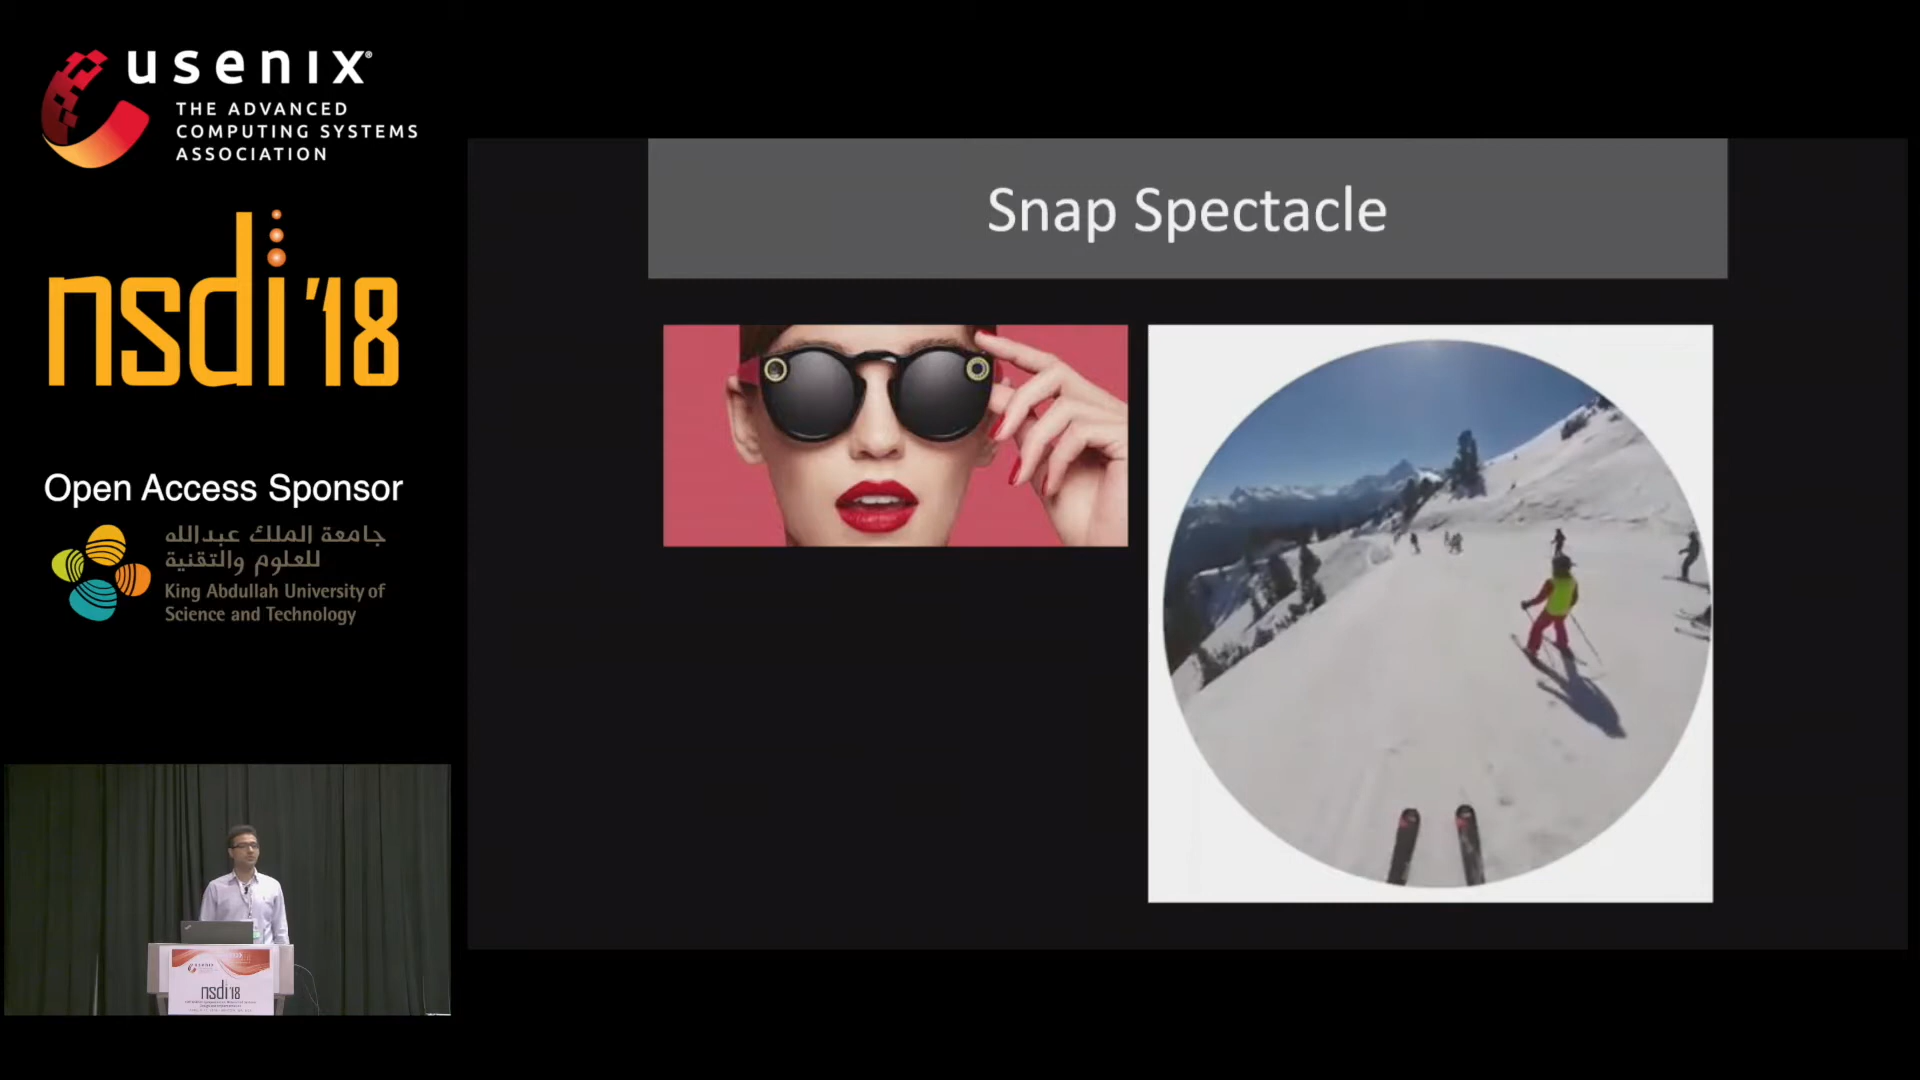 usenix®
THE ADVANCED
COMPUTING SYSTEMS
ASSOCIATION
nsdi '18
Open Access Sponsor
جامعة الملك عبدالله
للعلوم والتقنية
King Abdullah University of
Science and Technology
Snap Spectacle
usenix
nsdi'18